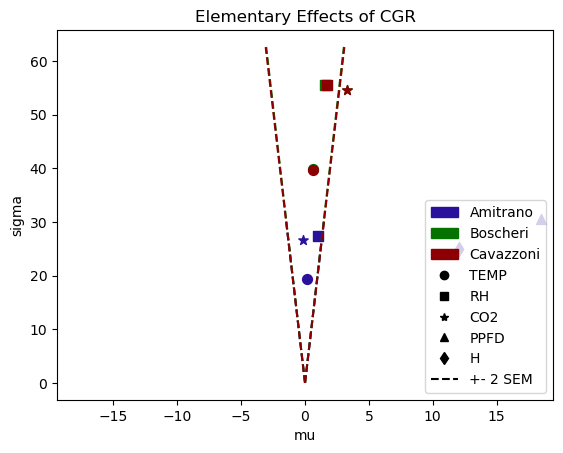 Elementary Effects of CGR
sigma
60
50
40
30
20
10
0
−15
−10
−5
0
5
10
15
mu
Amitrano
Boscheri
Cavazzoni
TEMP
RH
CO2
PPFD
H
+- 2 SEM